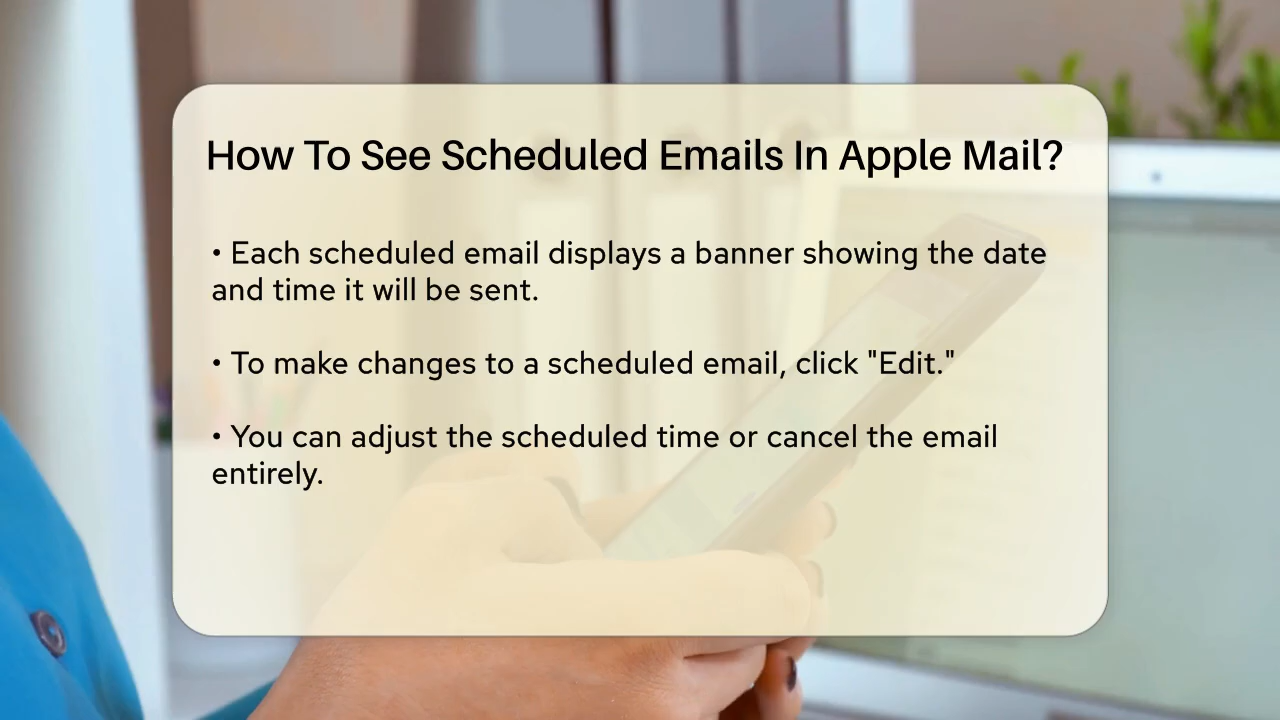 How To See Scheduled Emails In Apple Mail?
• Each scheduled email displays a banner showing the date
and time it will be sent.
• To make changes to a scheduled email, click "Edit."
• You can adjust the scheduled time or cancel the email
entirely.